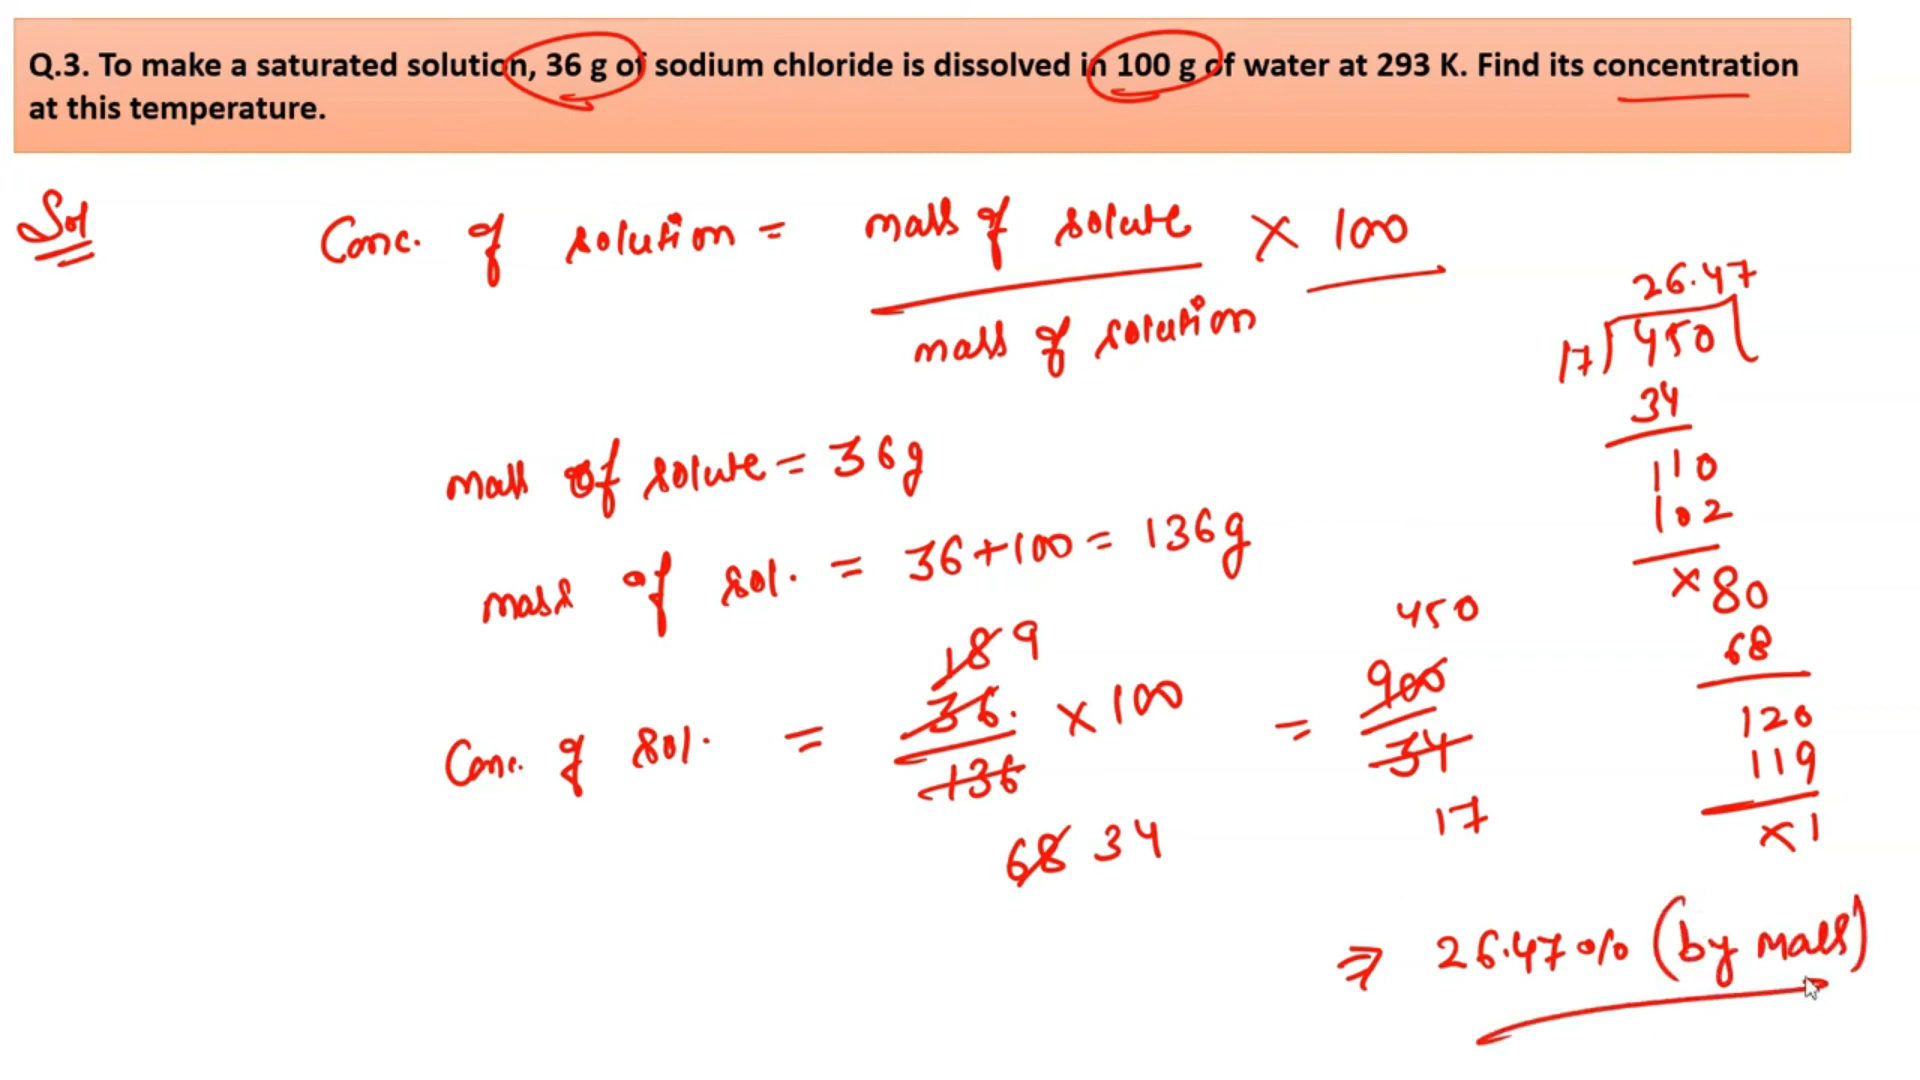 Q.3. To make a saturated solution, 36 g of sodium chloride is dissolved in 100 g of water at 293 K. Find its concentration
at this temperature.
Sol
Conc. of solution = mass of solute × 100
mass of solution
mass of solute = 36g
mass of sol. = 36+100 = 136g
18 9
Conc. of sol. = 36 × 100 = 900
136 34
68 34
450
17
26.47
17 450
34
110
102
×80
68
120
119
×1
⇒ 26.47% (by mass)